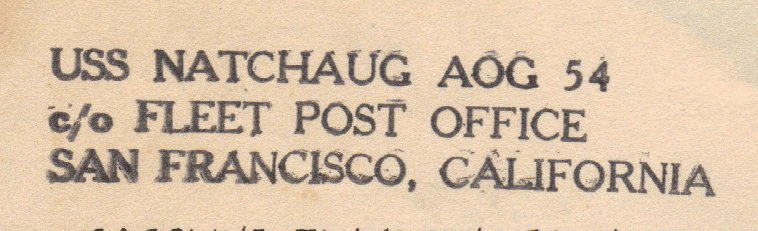 USS NATCHAUG AOG 54
c/o FLEET POST OFFICE
SAN FRANCISCO, CALIFORNIA